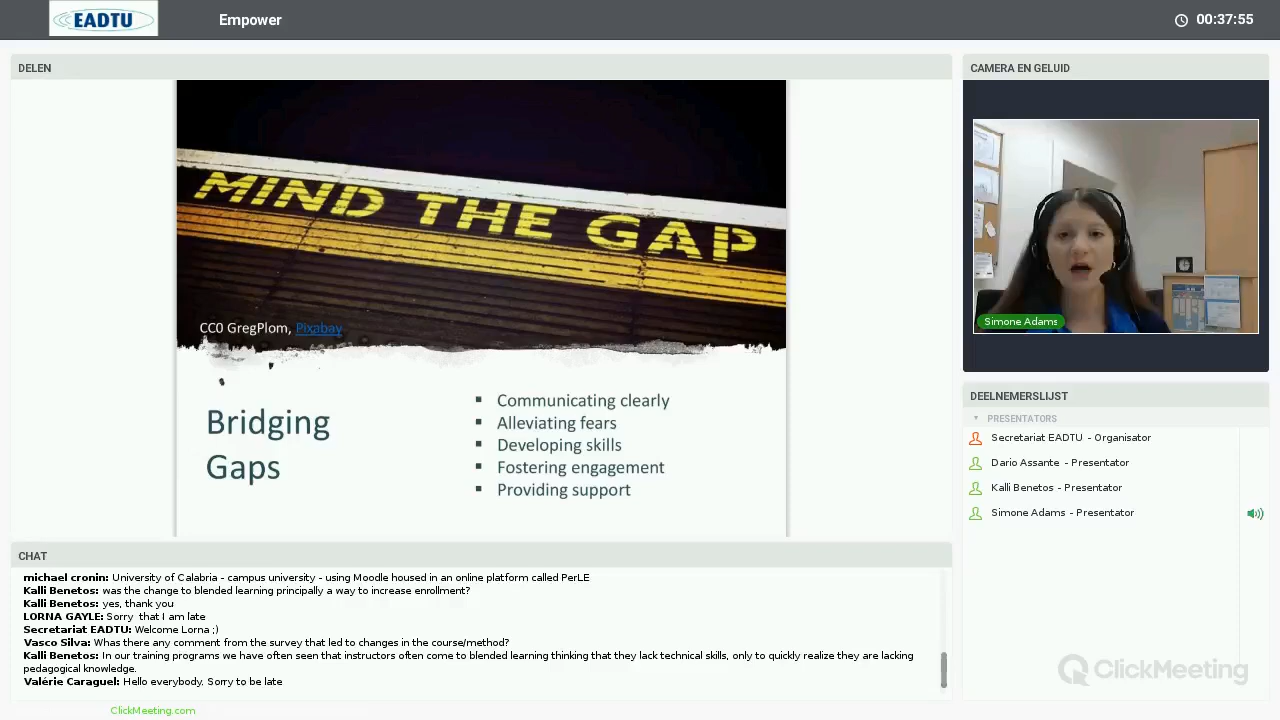 EADTU
Empower
00:37:55
DELEN
MIND THE GAP
CC0 GregPlom, Pixabay
Bridging
Gaps
▪ Communicating clearly
▪ Alleviating fears
▪ Developing skills
▪ Fostering engagement
▪ Providing support
CAMERA EN GELUID
Simone Adams
DEELNEMERSLIJST
PRESENTATORS
Secretariat EADTU - Organisator
Dario Assante - Presentator
Kalli Benetos - Presentator
Simone Adams - Presentator
CHAT
michael cronin: University of Calabria - campus university - using Moodle housed in an online platform called PerLE
Kalli Benetos: was the change to blended learning principally a way to increase enrollment?
Kalli Benetos: yes, thank you
LORNA GAYLE: Sorry that I am late
Secretariat EADTU: Welcome Lorna ;)
Vasco Silva: Whas there any comment from the survey that led to changes in the course/method?
Kalli Benetos: In our training programs we have often seen that instructors often come to blended learning thinking that they lack technical skills, only to quickly realize they are lacking
pedagogical knowledge.
Valérie Caraguel: Hello everybody. Sorry to be late
ClickMeeting
ClickMeeting.com